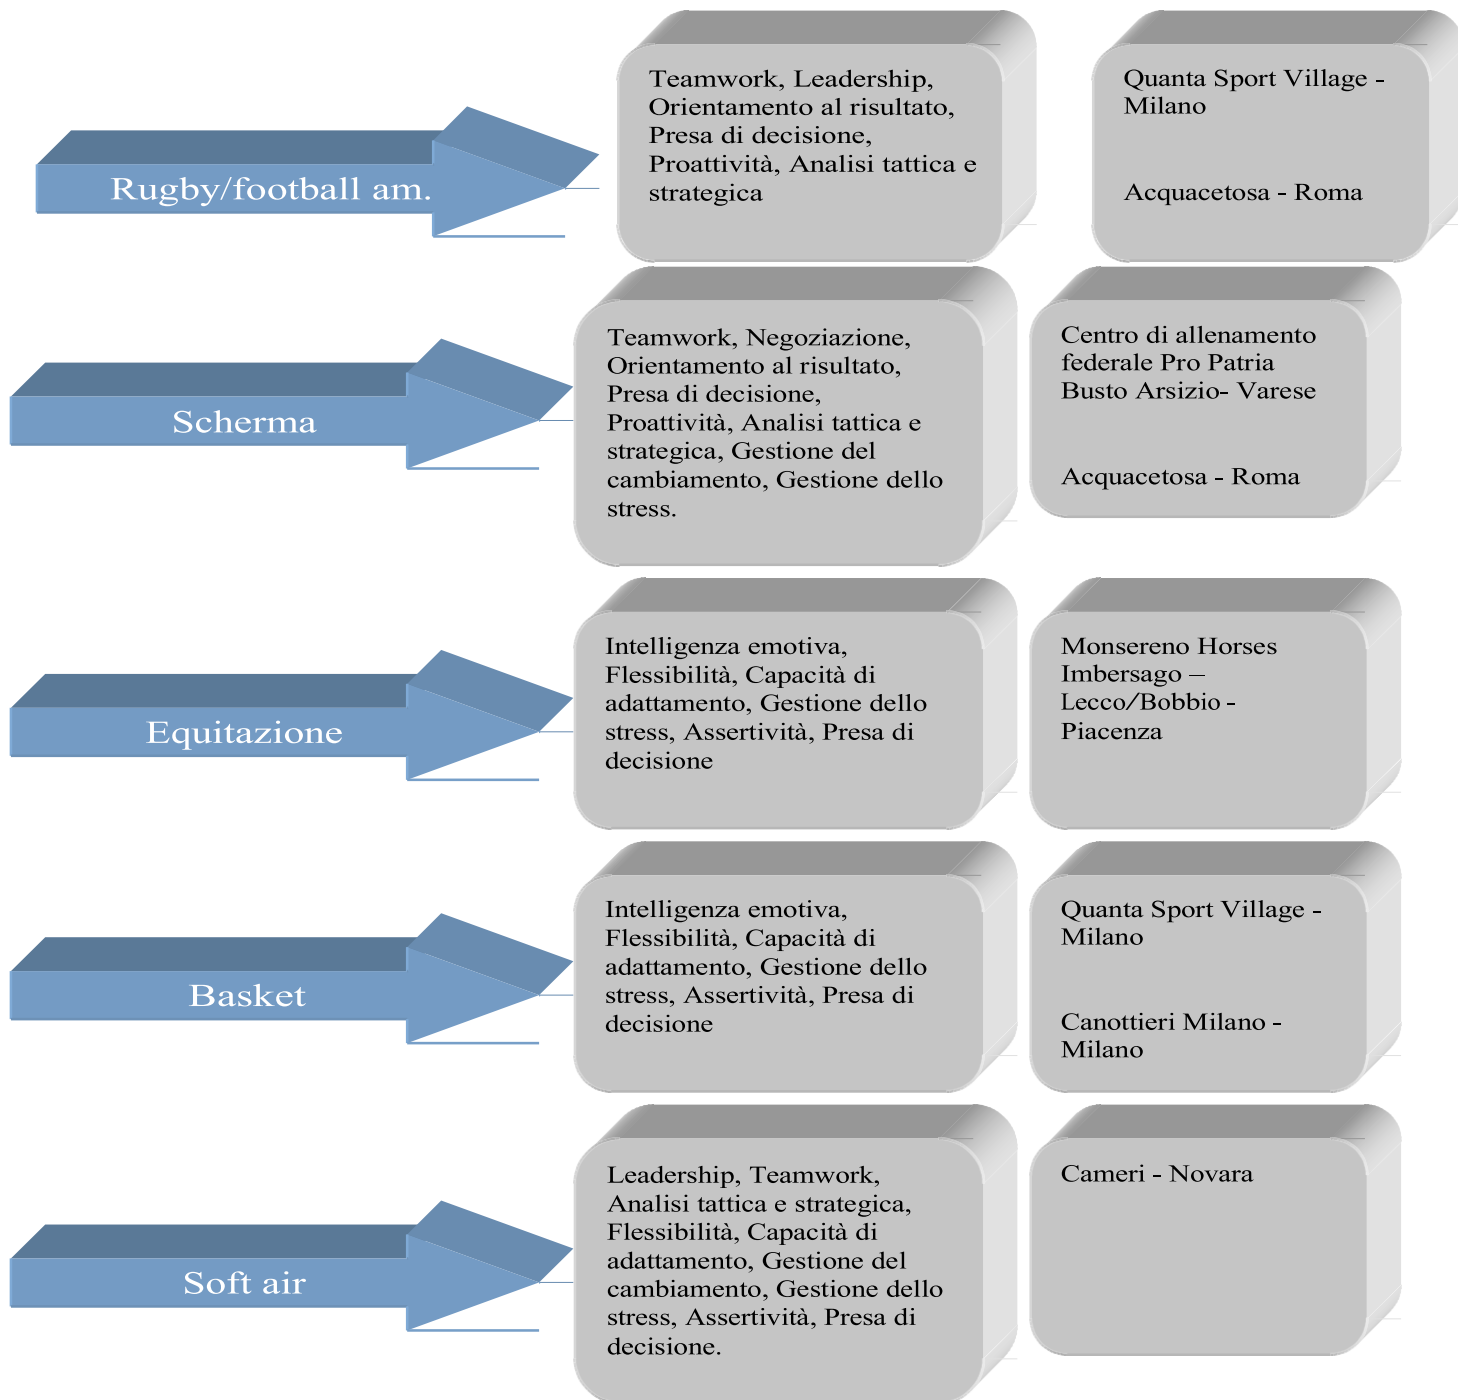 Rugby/football am.
Teamwork, Leadership,
Orientamento al risultato,
Presa di decisione,
Proattività, Analisi tattica e
strategica
Quanta Sport Village -
Milano
Acquacetosa - Roma
Scherma
Teamwork, Negoziazione,
Orientamento al risultato,
Presa di decisione,
Proattività, Analisi tattica e
strategica, Gestione del
cambiamento, Gestione dello
stress.
Centro di allenamento
federale Pro Patria
Busto Arsizio- Varese
Acquacetosa - Roma
Equitazione
Intelligenza emotiva,
Flessibilità, Capacità di
adattamento, Gestione dello
stress, Assertività, Presa di
decisione
Monsereno Horses
Imbersago –
Lecco/Bobbio -
Piacenza
Basket
Intelligenza emotiva,
Flessibilità, Capacità di
adattamento, Gestione dello
stress, Assertività, Presa di
decisione
Quanta Sport Village -
Milano
Canottieri Milano -
Milano
Soft air
Leadership, Teamwork,
Analisi tattica e strategica,
Flessibilità, Capacità di
adattamento, Gestione del
cambiamento, Gestione dello
stress, Assertività, Presa di
decisione.
Cameri - Novara